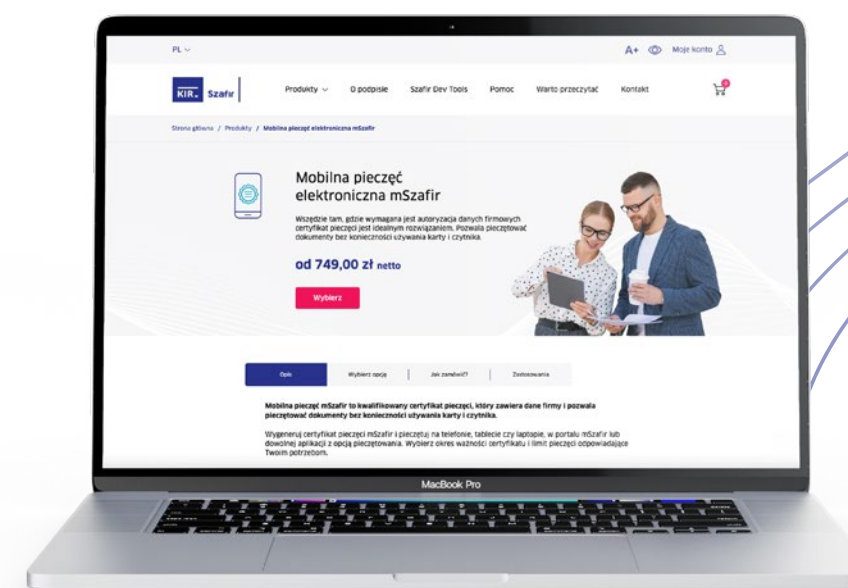 PL
A+ Moje konto
KIR. Szafir
Produkty O podpisie Szafir Dev Tools Pomoc Warto przeczytać Kontakt
0
Strona główna / Produkty / Mobilna pieczęć elektroniczna mSzafir
Mobilna pieczęć
elektroniczna mSzafir
Wszędzie tam, gdzie wymagana jest autoryzacja danych firmowych
certyfikat pieczęci jest idealnym rozwiązaniem. Pozwala pieczętować
dokumenty bez konieczności używania karty i czytnika.
od 749,00 zł netto
Wybierz
Opis Wybierz opcję Jak zamówić? Zastosowania
Mobilna pieczęć mSzafir to kwalifikowany certyfikat pieczęci, który zawiera dane firmy i pozwala
pieczętować dokumenty bez konieczności używania karty i czytnika.
Wygeneruj certyfikat pieczęci mSzafir i pieczętuj na telefonie, tablecie czy laptopie, w portalu mSzafir lub
dowolnej aplikacji z opcją pieczętowania. Wybierz okres ważności certyfikatu i limit pieczęci odpowiadające
Twoim potrzebom.
MacBook Pro